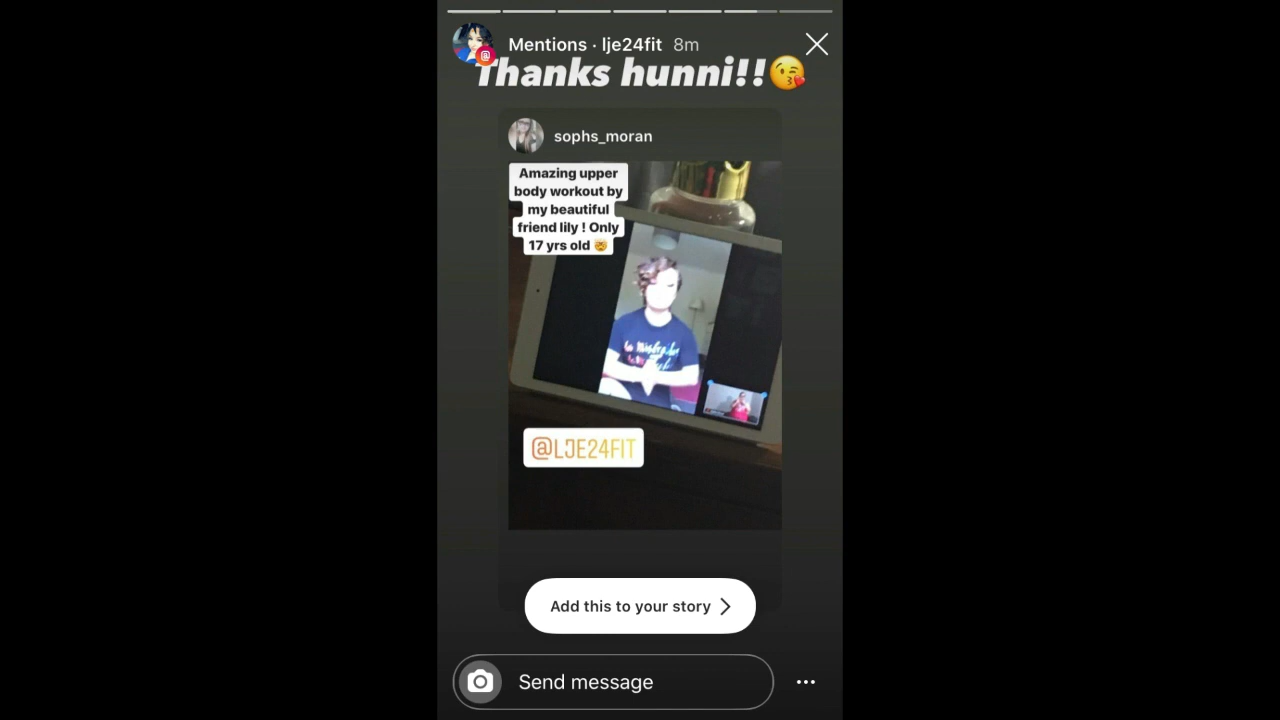 Mentions · lje24fit 8m
Thanks hunni!!😘
sophs_moran
Amazing upper
body workout by
my beautiful
friend lily ! Only
17 yrs old 🤯
@LJE24FIT
Add this to your story
Send message